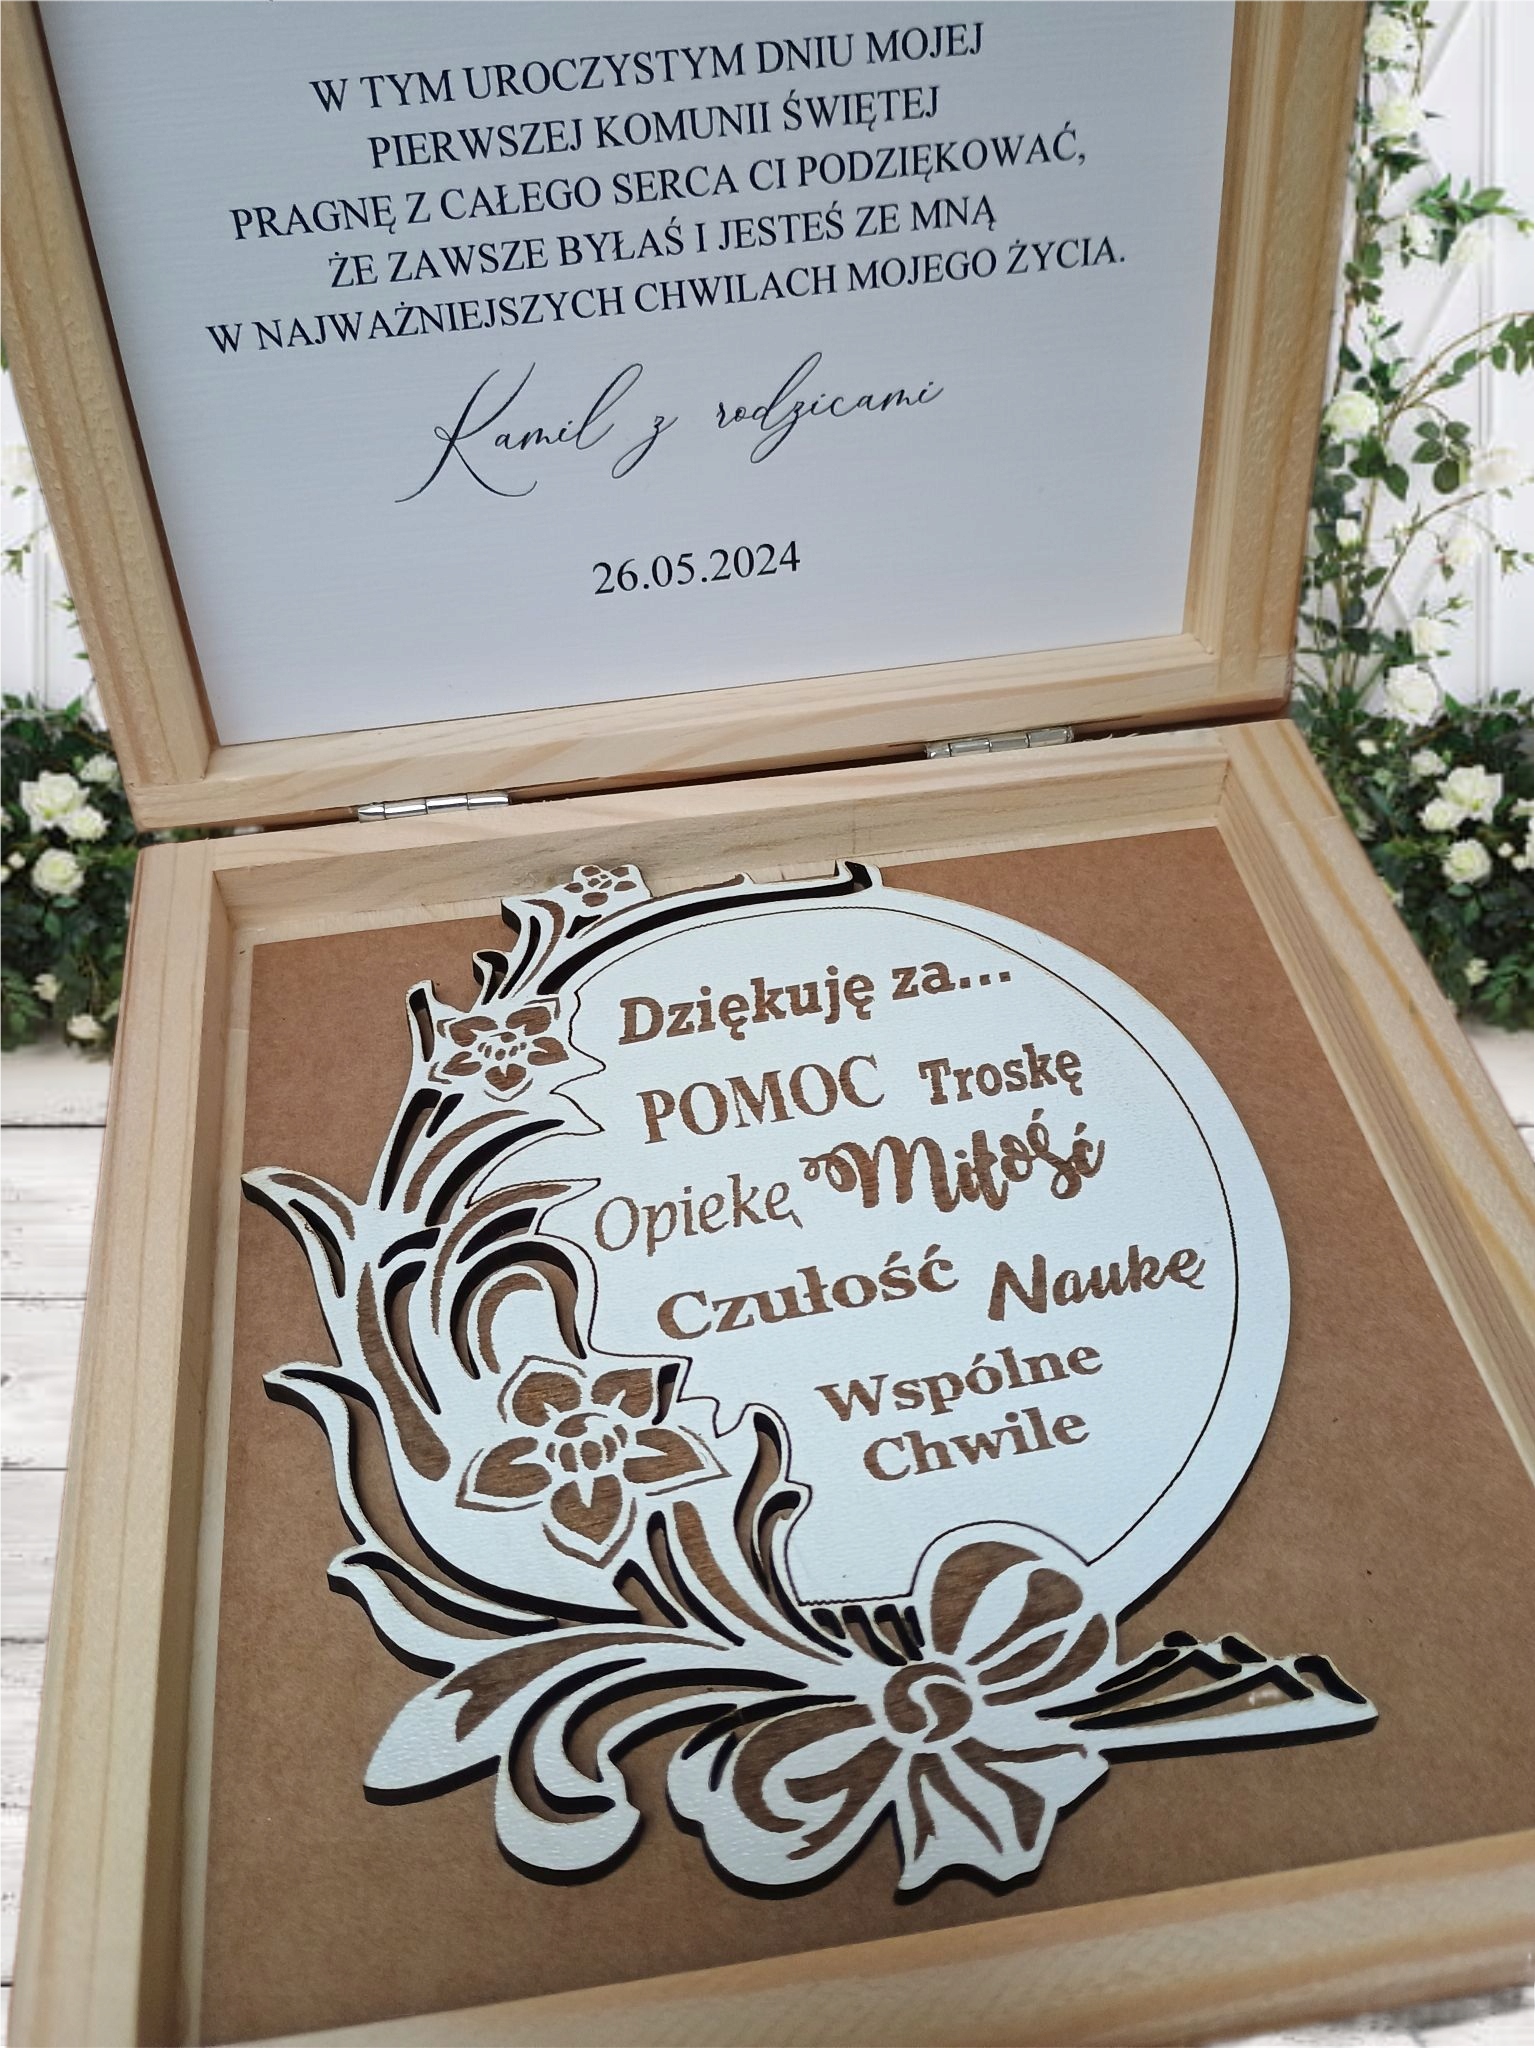 W TYM UROCZYSTYM DNIU MOJEJ
PIERWSZEJ KOMUNII ŚWIĘTEJ
PRAGNĘ Z CAŁEGO SERCA CI PODZIĘKOWAĆ,
ŻE ZAWSZE BYŁAŚ I JESTEŚ ZE MNĄ
W NAJWAŻNIEJSZYCH CHWILACH MOJEGO ŻYCIA.
Kamil z rodzicami
26.05.2024
Dziękuję za...
POMOC Troskę
Opiekę Miłość
Czułość Naukę
Wspólne
Chwile